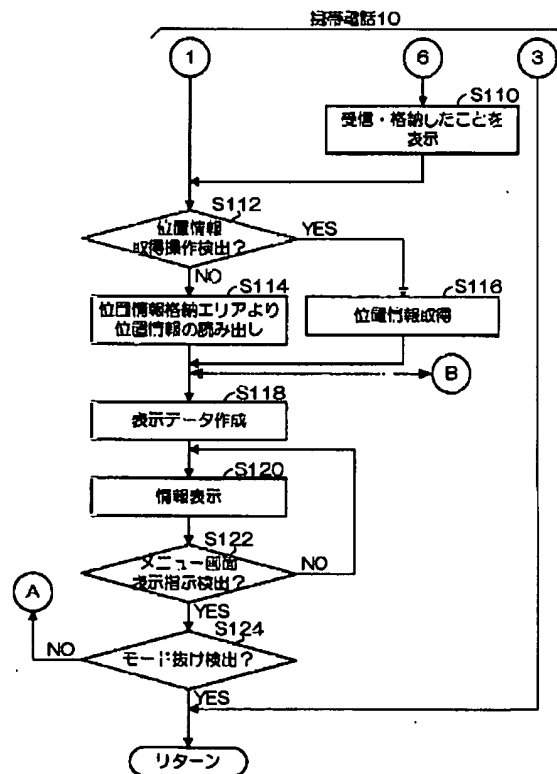 携帯電話10
1
6
3
S110
受信・格納したことを
表示
S112
位置情報
取得操作検出?
YES
NO
S114
位置情報格納エリアより
位置情報の読み出し
S116
位置情報取得
B
S118
表示データ作成
S120
情報表示
S122
メニュー画面
表示指示検出?
NO
YES
A
S124
モード抜け検出?
NO
YES
リターン